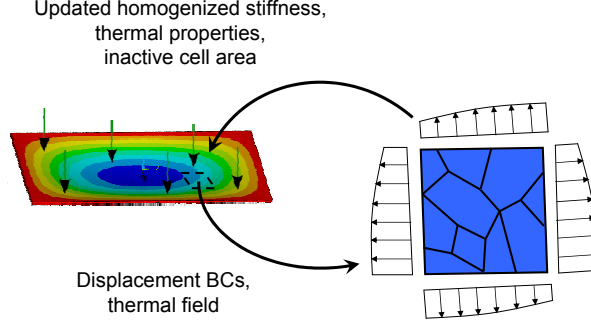 Updated homogenized stiffness,
thermal properties,
inactive cell area
Displacement BCs,
thermal field